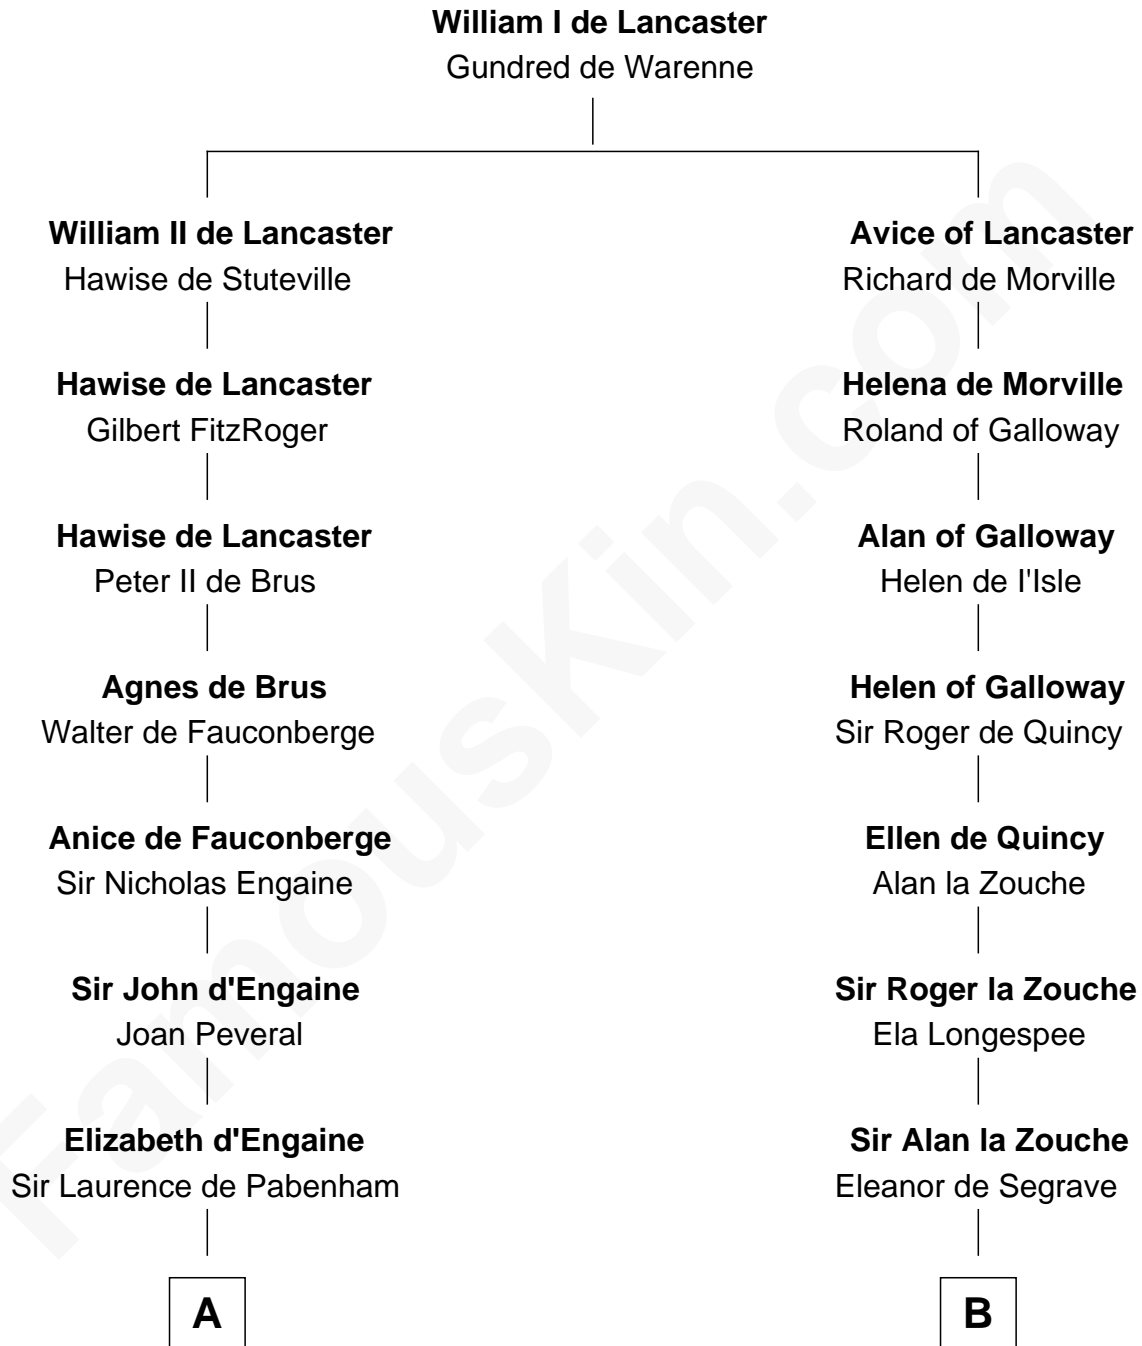 William I de Lancaster
Gundred de Warenne
William II de Lancaster
Hawise de Stuteville
Hawise de Lancaster
Gilbert FitzRoger
Hawise de Lancaster
Peter II de Brus
Agnes de Brus
Walter de Fauconberge
Anice de Fauconberge
Sir Nicholas Engaine
Sir John d'Engaine
Joan Peveral
Elizabeth d'Engaine
Sir Laurence de Pabenham
A
Avice of Lancaster
Richard de Morville
Helena de Morville
Roland of Galloway
Alan of Galloway
Helen de I'Isle
Helen of Galloway
Sir Roger de Quincy
Ellen de Quincy
Alan la Zouche
Sir Roger la Zouche
Ela Longespee
Sir Alan la Zouche
Eleanor de Segrave
B
FamousKin.com